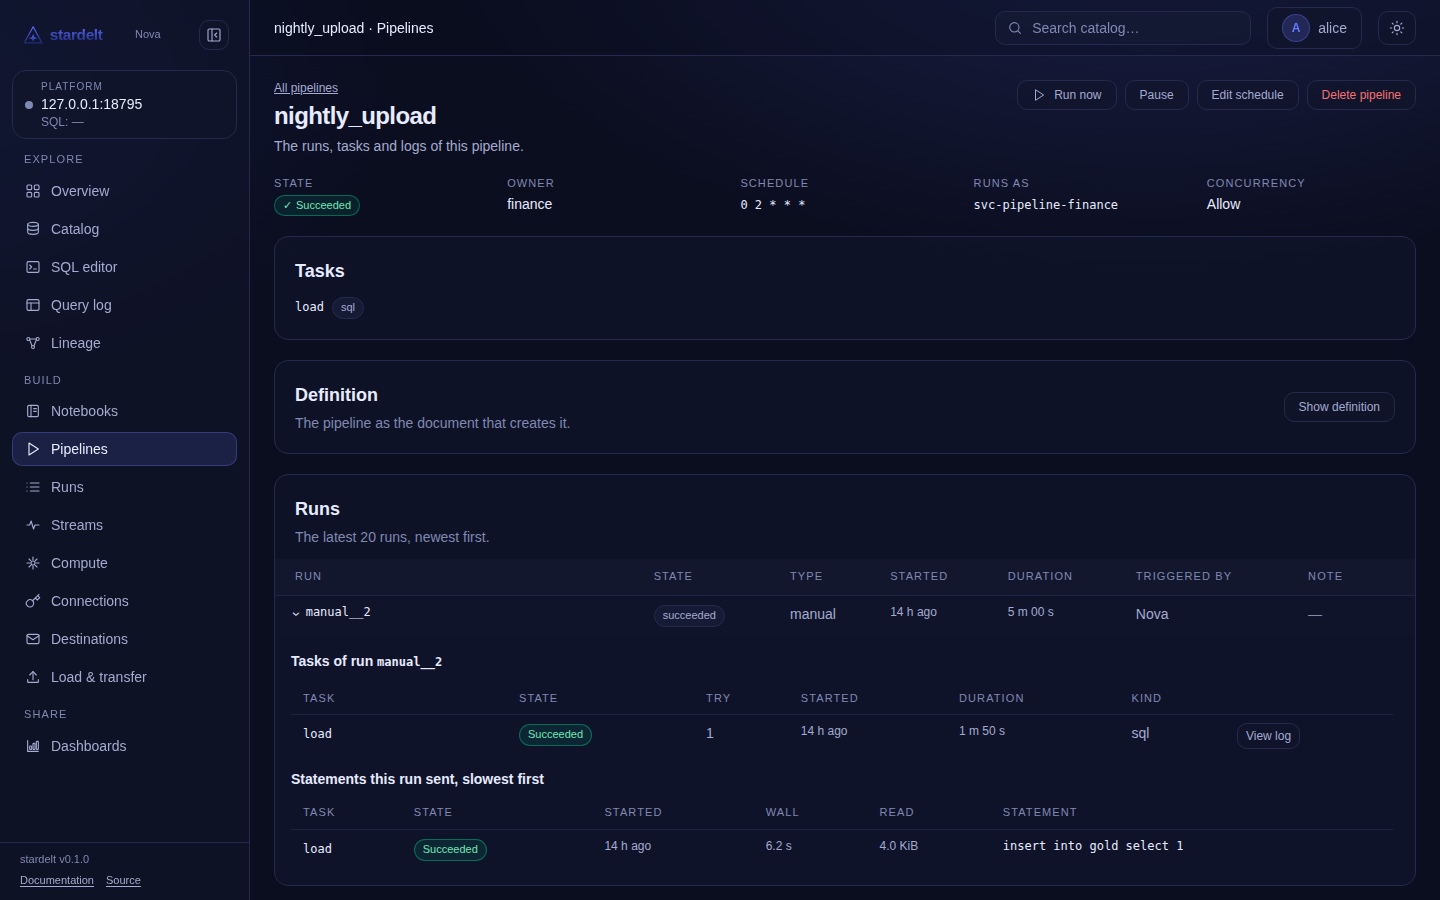 stardelt
Nova
PLATFORM
127.0.0.1:18795
SQL: —
EXPLORE
Overview
Catalog
SQL editor
Query log
Lineage
BUILD
Notebooks
Pipelines
Runs
Streams
Compute
Connections
Destinations
Load & transfer
SHARE
Dashboards
stardelt v0.1.0
Documentation Source
nightly_upload · Pipelines
Search catalog…
A alice
All pipelines
nightly_upload
The runs, tasks and logs of this pipeline.
Run now Pause Edit schedule Delete pipeline
STATE OWNER SCHEDULE RUNS AS CONCURRENCY
✓ Succeeded finance 0 2 * * * svc-pipeline-finance Allow
Tasks
load sql
Definition
The pipeline as the document that creates it.
Show definition
Runs
The latest 20 runs, newest first.
RUN STATE TYPE STARTED DURATION TRIGGERED BY NOTE
manual__2 succeeded manual 14 h ago 5 m 00 s Nova —
Tasks of run manual__2
TASK STATE TRY STARTED DURATION KIND
load Succeeded 1 14 h ago 1 m 50 s sql View log
Statements this run sent, slowest first
TASK STATE STARTED WALL READ STATEMENT
load Succeeded 14 h ago 6.2 s 4.0 KiB insert into gold select 1